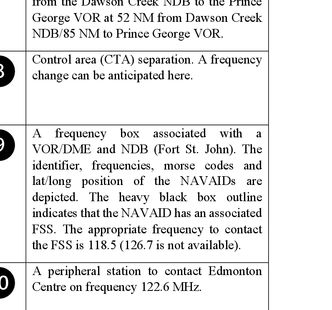 from the Dawson Creek NDB to the Prince
George VOR at 52 NM from Dawson Creek
NDB/85 NM to Prince George VOR.
8
Control area (CTA) separation. A frequency
change can be anticipated here.
9
A frequency box associated with a
VOR/DME and NDB (Fort St. John). The
identifier, frequencies, morse codes and
lat/long position of the NAVAIDs are
depicted. The heavy black box outline
indicates that the NAVAID has an associated
FSS. The appropriate frequency to contact
the FSS is 118.5 (126.7 is not available).
0
A peripheral station to contact Edmonton
Centre on frequency 122.6 MHz.